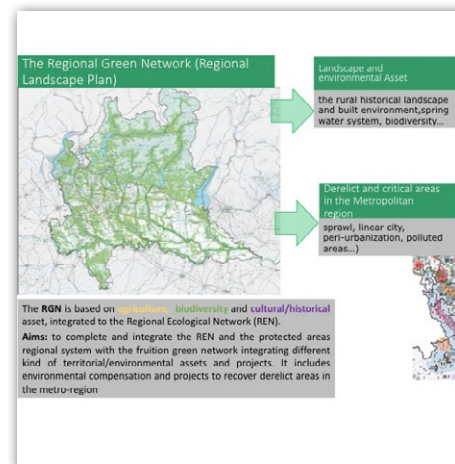 The Regional Green Network (Regional
Landscape Plan)
Landscape and
environmental Asset
the rural historical landscape
and built environment,spring
water system, biodiversity...
Derelict and critical areas
in the Metropolitan
region
sprawl, linear city,
peri-urbanization, polluted
areas...)
The RGN is based on agriculture, biodiversity and cultural/historical
asset, integrated to the Regional Ecological Network (REN).
Aims: to complete and integrate the REN and the protected areas
regional system with the fruition green network integrating different
kind of territorial/environmental assets and projects. It includes
environmental compensation and projects to recover derelict areas in
the metro-region